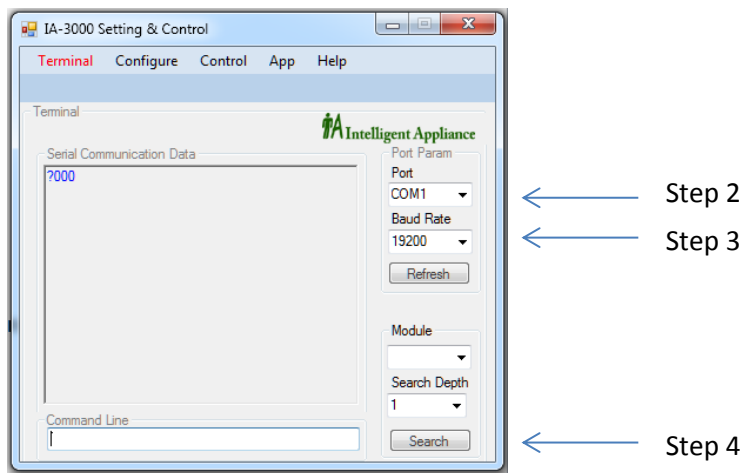 IA-3000 Setting & Control
Terminal Configure Control App Help
Terminal
iA Intelligent Appliance
Serial Communication Data
?000
Port Param
Port
COM1
Step 2
Baud Rate
19200
Step 3
Refresh
Module
Search Depth
1
Command Line
Search
Step 4